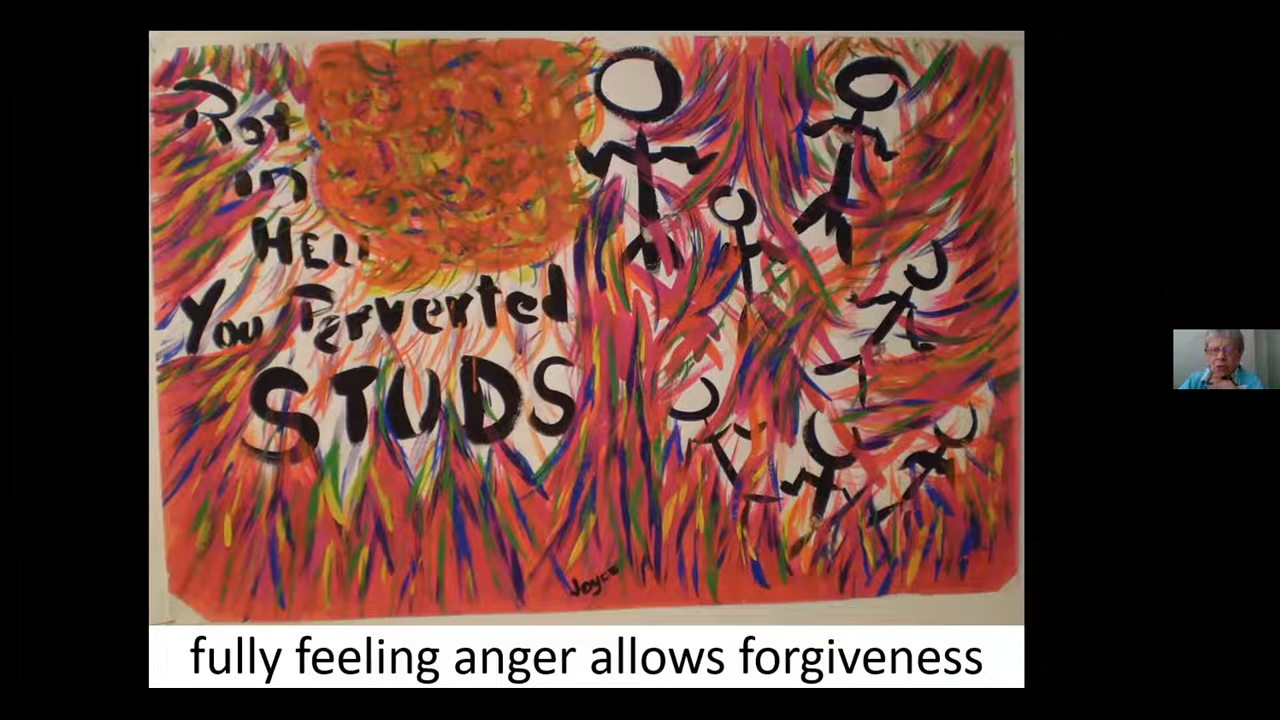 Rot
in
HELL
You Perverted
STUDS
Joyce
fully feeling anger allows forgiveness